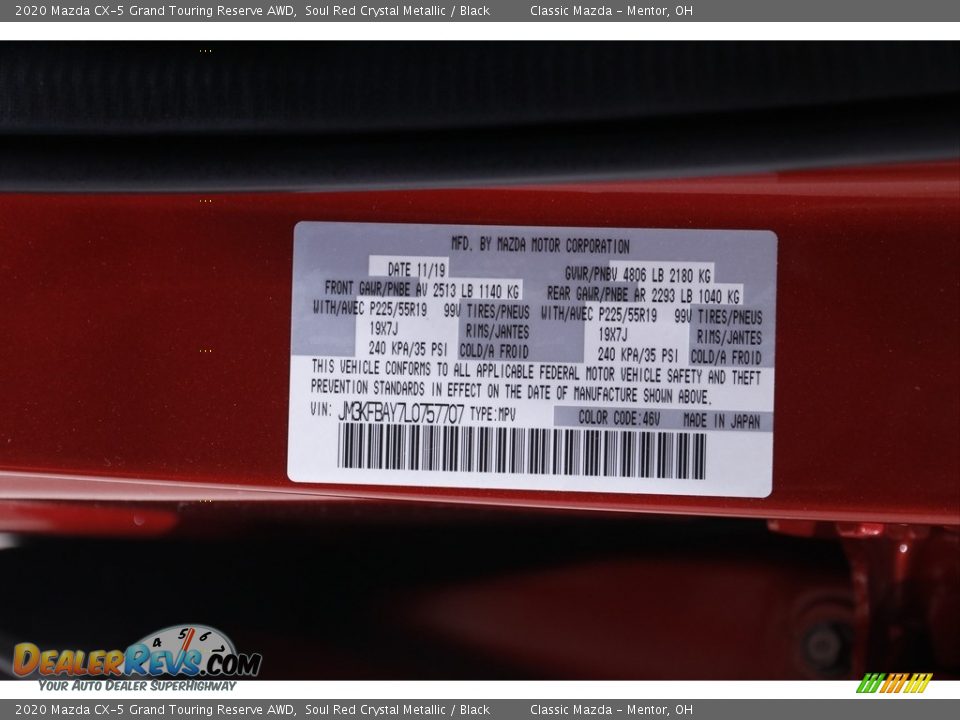 2020 Mazda CX-5 Grand Touring Reserve AWD, Soul Red Crystal Metallic / Black Classic Mazda - Mentor, OH
MFD. BY MAZDA MOTOR CORPORATION
DATE 11/19 GVWR/PNBV 4806 LB 2180 KG
FRONT GAWR/PNBE AV 2513 LB 1140 KG REAR GAWR/PNBE AR 2293 LB 1040 KG
WITH/AVEC P225/55R19 99V TIRES/PNEUS WITH/AVEC P225/55R19 99V TIRES/PNEUS
19X7J RIMS/JANTES 19X7J RIMS/JANTES
240 KPA/35 PSI COLD/A FROID 240 KPA/35 PSI COLD/A FROID
THIS VEHICLE CONFORMS TO ALL APPLICABLE FEDERAL MOTOR VEHICLE SAFETY AND THEFT
PREVENTION STANDARDS IN EFFECT ON THE DATE OF MANUFACTURE SHOWN ABOVE.
VIN: JM3KFBAY7L0757707 TYPE:MPV COLOR CODE:46V MADE IN JAPAN
4 5 6
DEALERREVS.COM
YOUR AUTO DEALER SUPERHIGHWAY
2020 Mazda CX-5 Grand Touring Reserve AWD, Soul Red Crystal Metallic / Black Classic Mazda - Mentor, OH